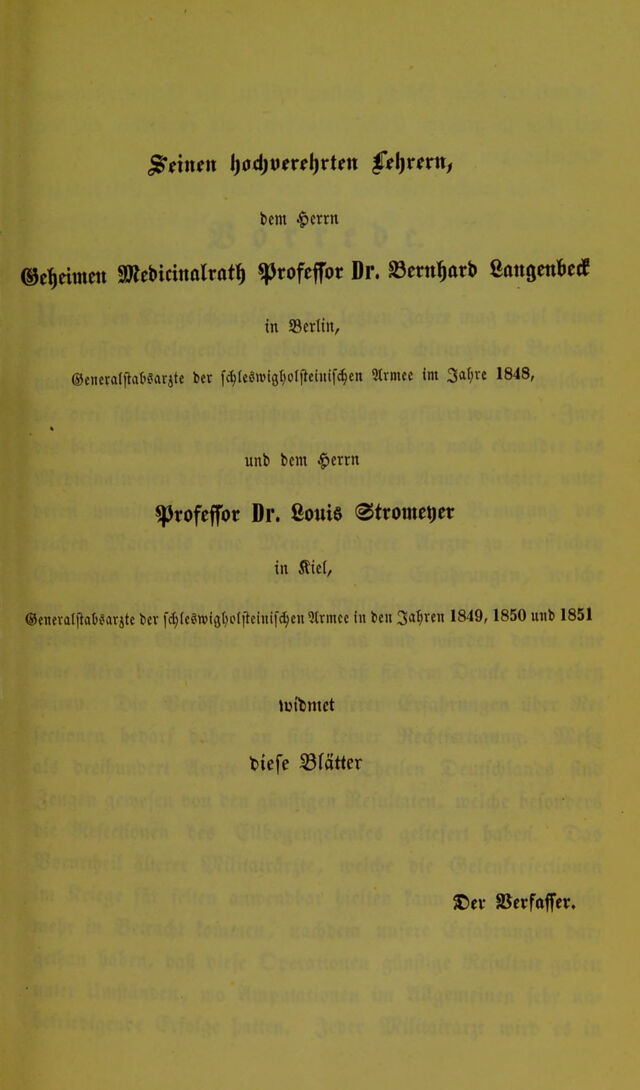 Seinen hochverehrten Lehrern,
dem Herrn
Geheimen Medicinalrath Professor Dr. Bernhard Langenbeck
in Berlin,
Generalstabsarzte der schleswigholsteinischen Armee im Jahre 1848,
und dem Herrn
Professor Dr. Louis Stromeyer
in Kiel,
Generalstabsarzte der schleswigholsteinischen Armee in den Jahren 1849, 1850 und 1851
widmet
diese Blätter
Der Verfasser.